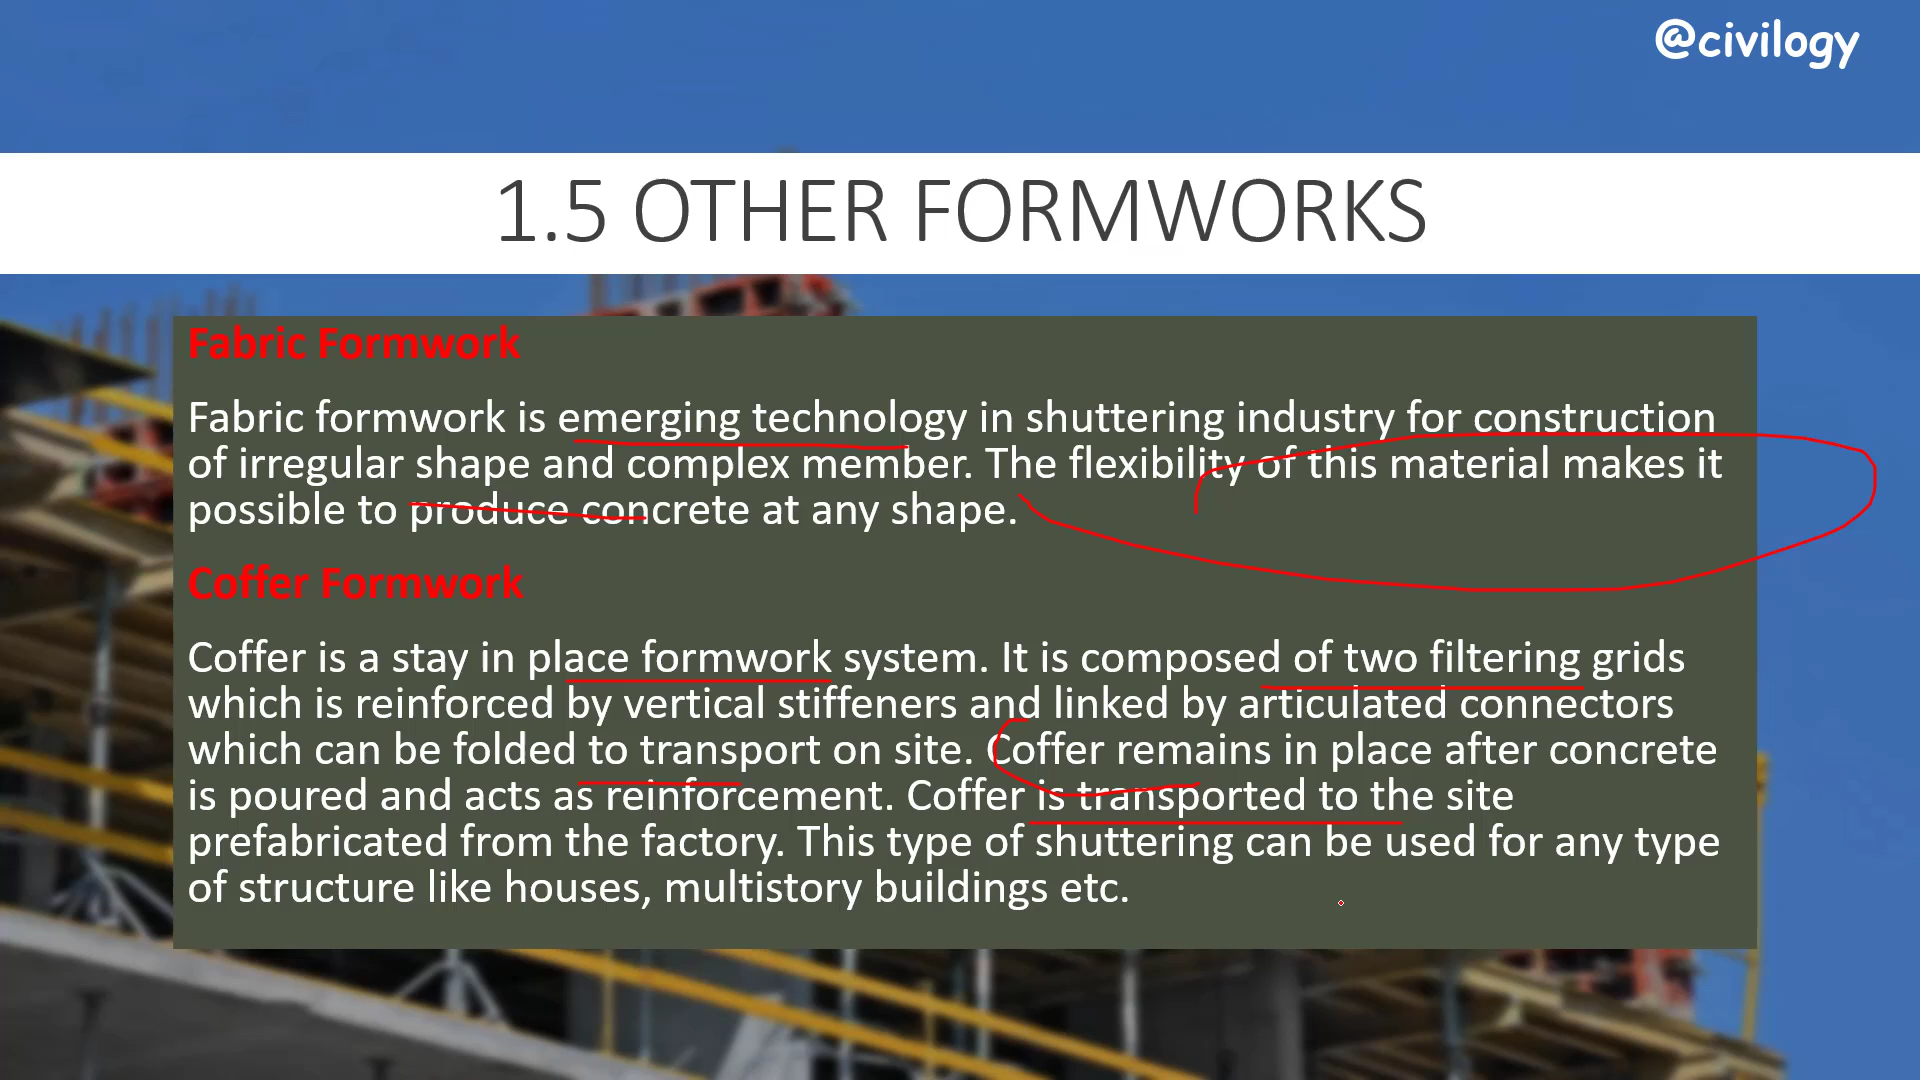 @civilogy
1.5 OTHER FORMWORKS
Fabric Formwork
Fabric formwork is emerging technology in shuttering industry for construction
of irregular shape and complex member. The flexibility of this material makes it
possible to produce concrete at any shape.
Coffer Formwork
Coffer is a stay in place formwork system. It is composed of two filtering grids
which is reinforced by vertical stiffeners and linked by articulated connectors
which can be folded to transport on site. Coffer remains in place after concrete
is poured and acts as reinforcement. Coffer is transported to the site
prefabricated from the factory. This type of shuttering can be used for any type
of structure like houses, multistory buildings etc.